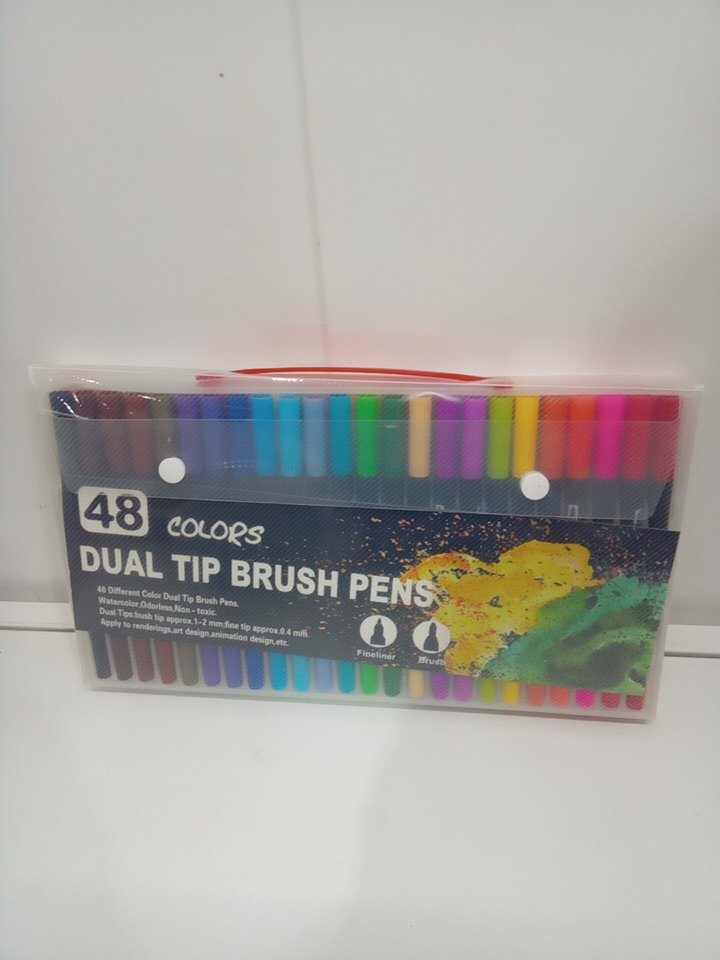 48 COLORS
DUAL TIP BRUSH PENS
48 Different Color Dual Tip Brush Pens.
Watercolor,Odorless,Non-toxic.
Dual Tips:bush tip approx.1-2 mm;fine tip approx.0.4 mm
Apply to renderings,art design,animation design,etc.
Fineliner Brush